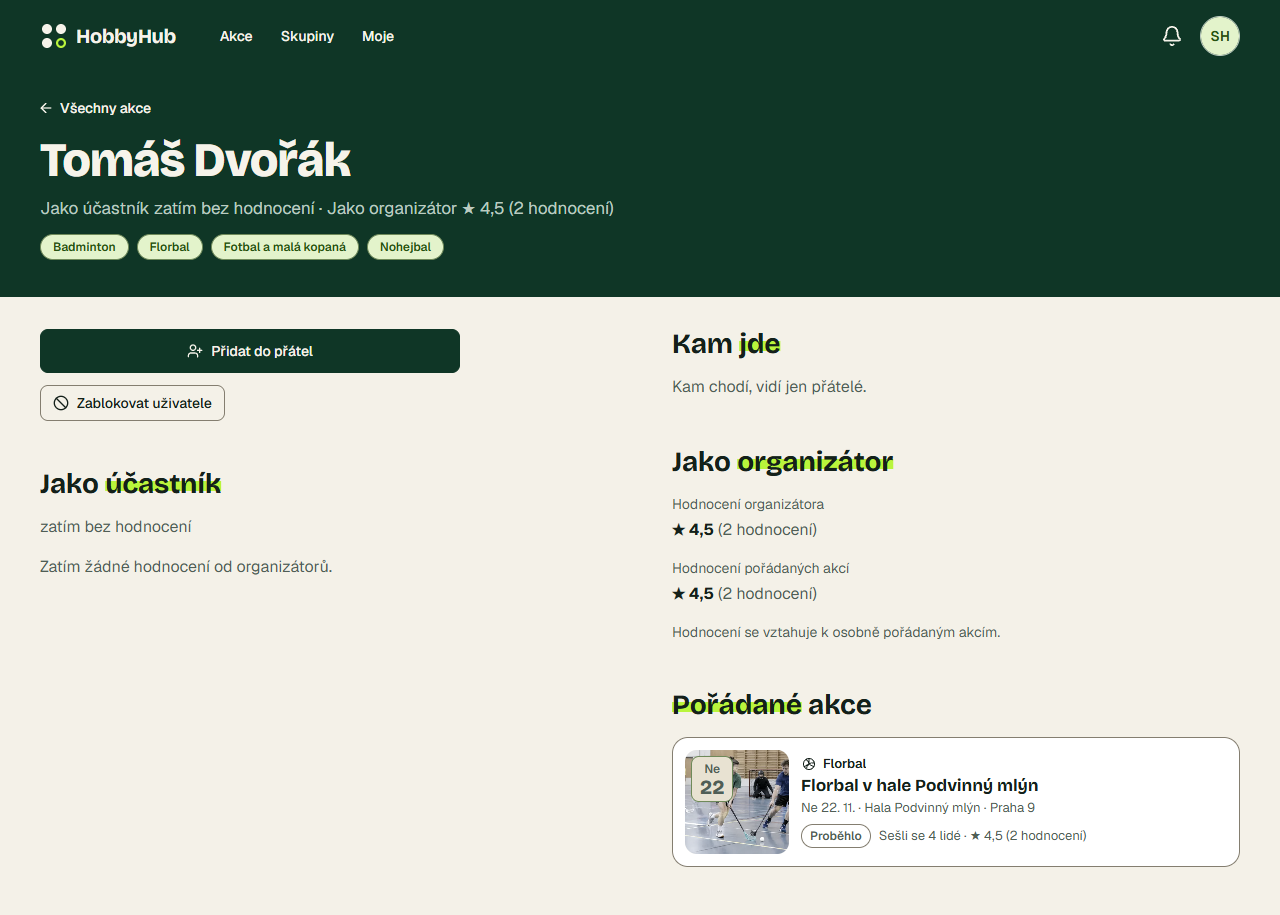 HobbyHub
Akce
Skupiny
Moje
SH
← Všechny akce
Tomáš Dvořák
Jako účastník zatím bez hodnocení · Jako organizátor ★ 4,5 (2 hodnocení)
Badminton
Florbal
Fotbal a malá kopaná
Nohejbal
Přidat do přátel
Zablokovat uživatele
Jako účastník
zatím bez hodnocení
Zatím žádné hodnocení od organizátorů.
Kam jde
Kam chodí, vidí jen přátelé.
Jako organizátor
Hodnocení organizátora
★ 4,5 (2 hodnocení)
Hodnocení pořádaných akcí
★ 4,5 (2 hodnocení)
Hodnocení se vztahuje k osobně pořádaným akcím.
Pořádané akce
Ne
22
Florbal
Florbal v hale Podvinný mlýn
Ne 22. 11. · Hala Podvinný mlýn · Praha 9
Proběhlo
Sešli se 4 lidé · ★ 4,5 (2 hodnocení)